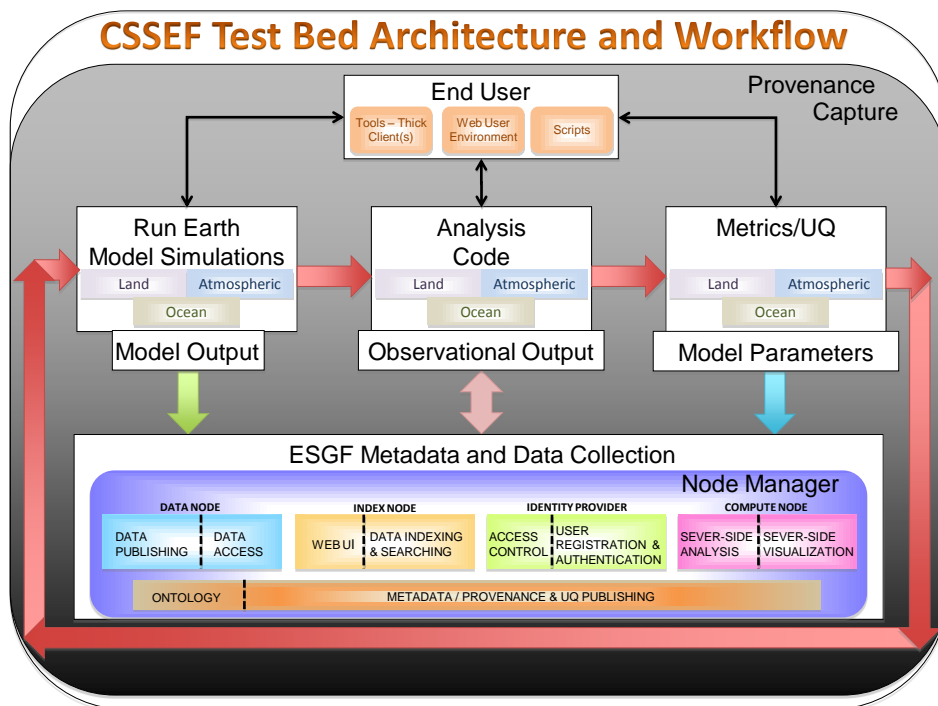 CSSEF Test Bed Architecture and Workflow
Provenance
Capture
End User
Tools – Thick
Client(s)
Web User
Environment
Scripts
Run Earth
Model Simulations
Land
Atmospheric
Ocean
Model Output
Analysis
Code
Land
Atmospheric
Ocean
Observational Output
Metrics/UQ
Land
Atmospheric
Ocean
Model Parameters
ESGF Metadata and Data Collection
Node Manager
DATA NODE
DATA
PUBLISHING
DATA
ACCESS
INDEX NODE
WEB UI
DATA INDEXING
& SEARCHING
IDENTITY PROVIDER
ACCESS
CONTROL
USER
REGISTRATION &
AUTHENTICATION
COMPUTE NODE
SEVER-SIDE
ANALYSIS
SEVER-SIDE
VISUALIZATION
ONTOLOGY
METADATA / PROVENANCE & UQ PUBLISHING